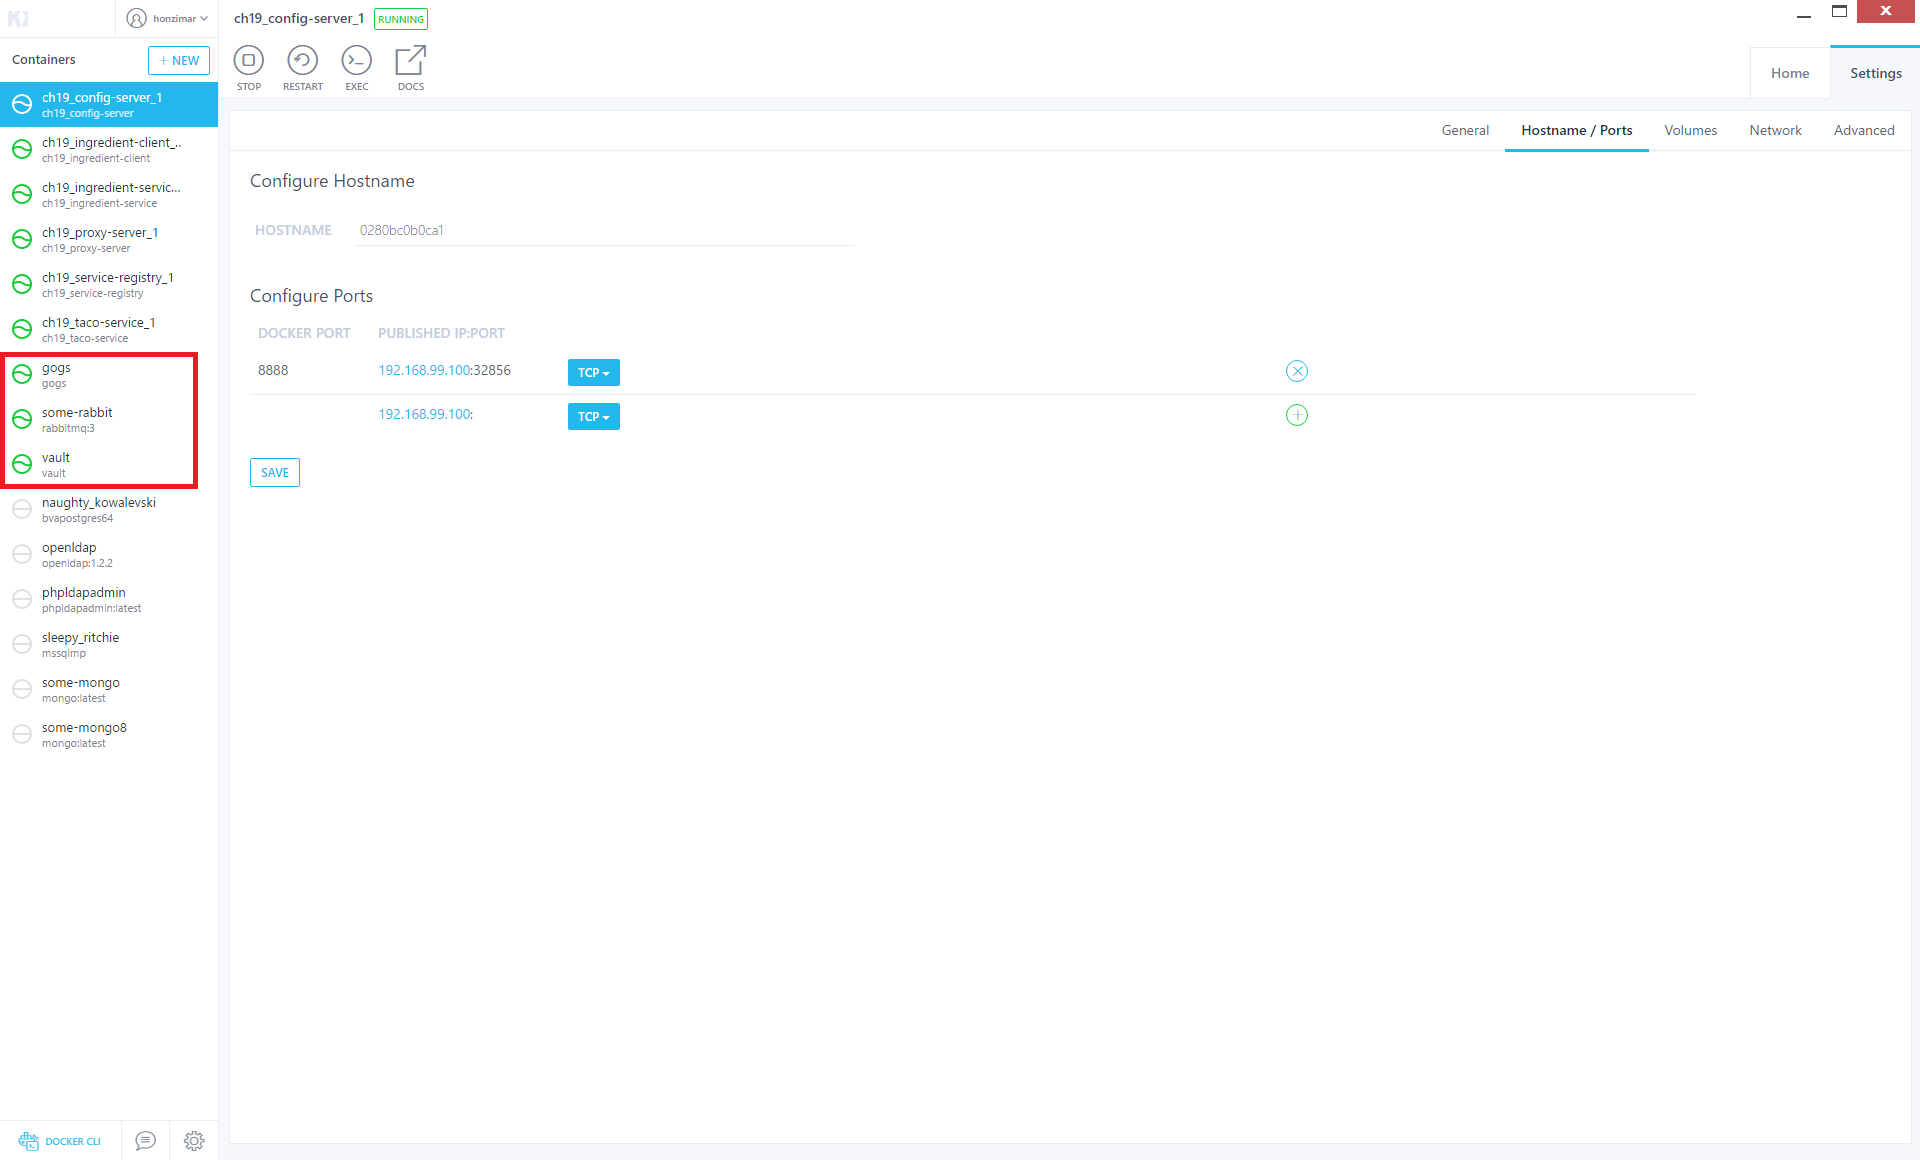 honzimar
ch19_config-server_1 RUNNING
Containers
+ NEW
STOP RESTART EXEC DOCS
Home Settings
ch19_config-server_1
ch19_config-server
ch19_ingredient-client_..
ch19_ingredient-client
ch19_ingredient-servic...
ch19_ingredient-service
ch19_proxy-server_1
ch19_proxy-server
ch19_service-registry_1
ch19_service-registry
ch19_taco-service_1
ch19_taco-service
gogs
gogs
some-rabbit
rabbitmq:3
vault
vault
naughty_kowalevski
bvapostgres64
openldap
openldap:1.2.2
phpldapadmin
phpldapadmin:latest
sleepy_ritchie
mssqlmp
some-mongo
mongo:latest
some-mongo8
mongo:latest
DOCKER CLI
General Hostname / Ports Volumes Network Advanced
Configure Hostname
HOSTNAME 0280bc0b0ca1
Configure Ports
DOCKER PORT PUBLISHED IP:PORT
8888 192.168.99.100:32856 TCP
192.168.99.100: TCP
SAVE